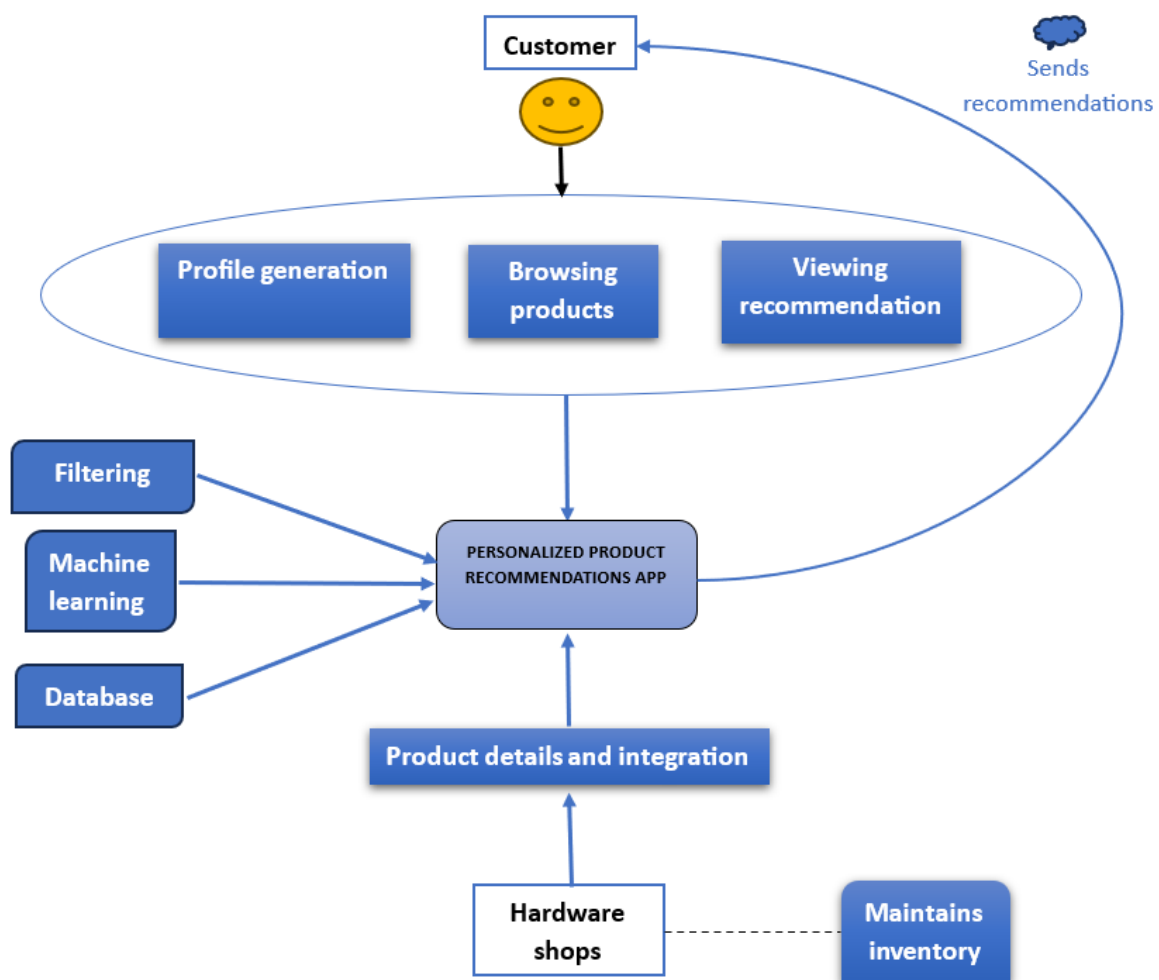 Customer
Sends
recommendations
Profile generation
Browsing
products
Viewing
recommendation
Filtering
Machine
learning
Database
PERSONALIZED PRODUCT
RECOMMENDATIONS APP
Product details and integration
Hardware
shops
Maintains
inventory